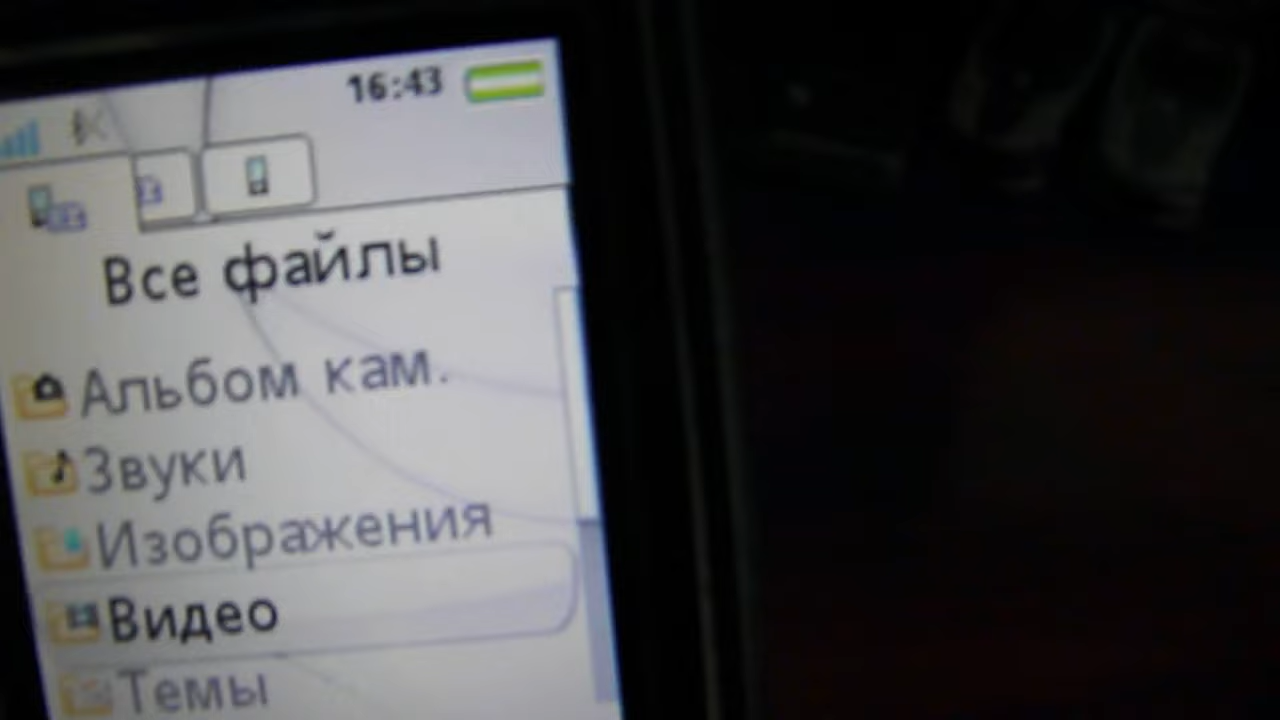 16:43
Все файлы
Альбом кам.
Звуки
Изображения
Видео
Темы